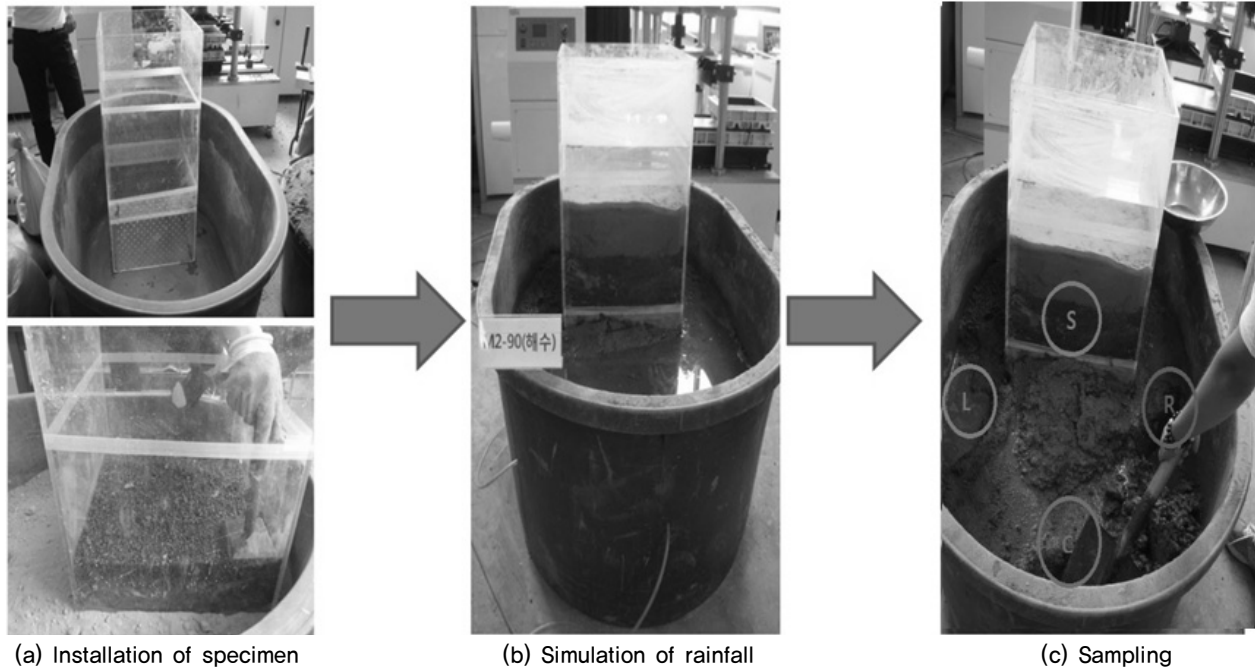 M2-90(해수)
S
L
R
C
(a) Installation of specimen
(b) Simulation of rainfall
(c) Sampling